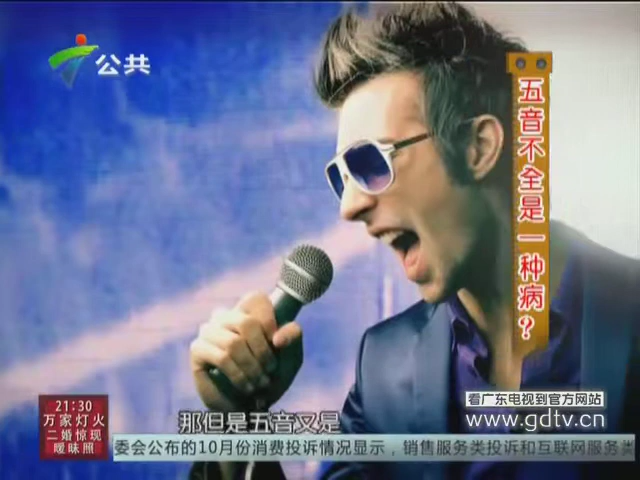 公共
五音不全是一种病?
21:30
万家灯火
二婚惊现
暧昧照
那但是五音又是
看广东电视到官方网站
www.gdtv.cn
委会公布的10月份消费投诉情况显示，销售服务类投诉和互联网服务类